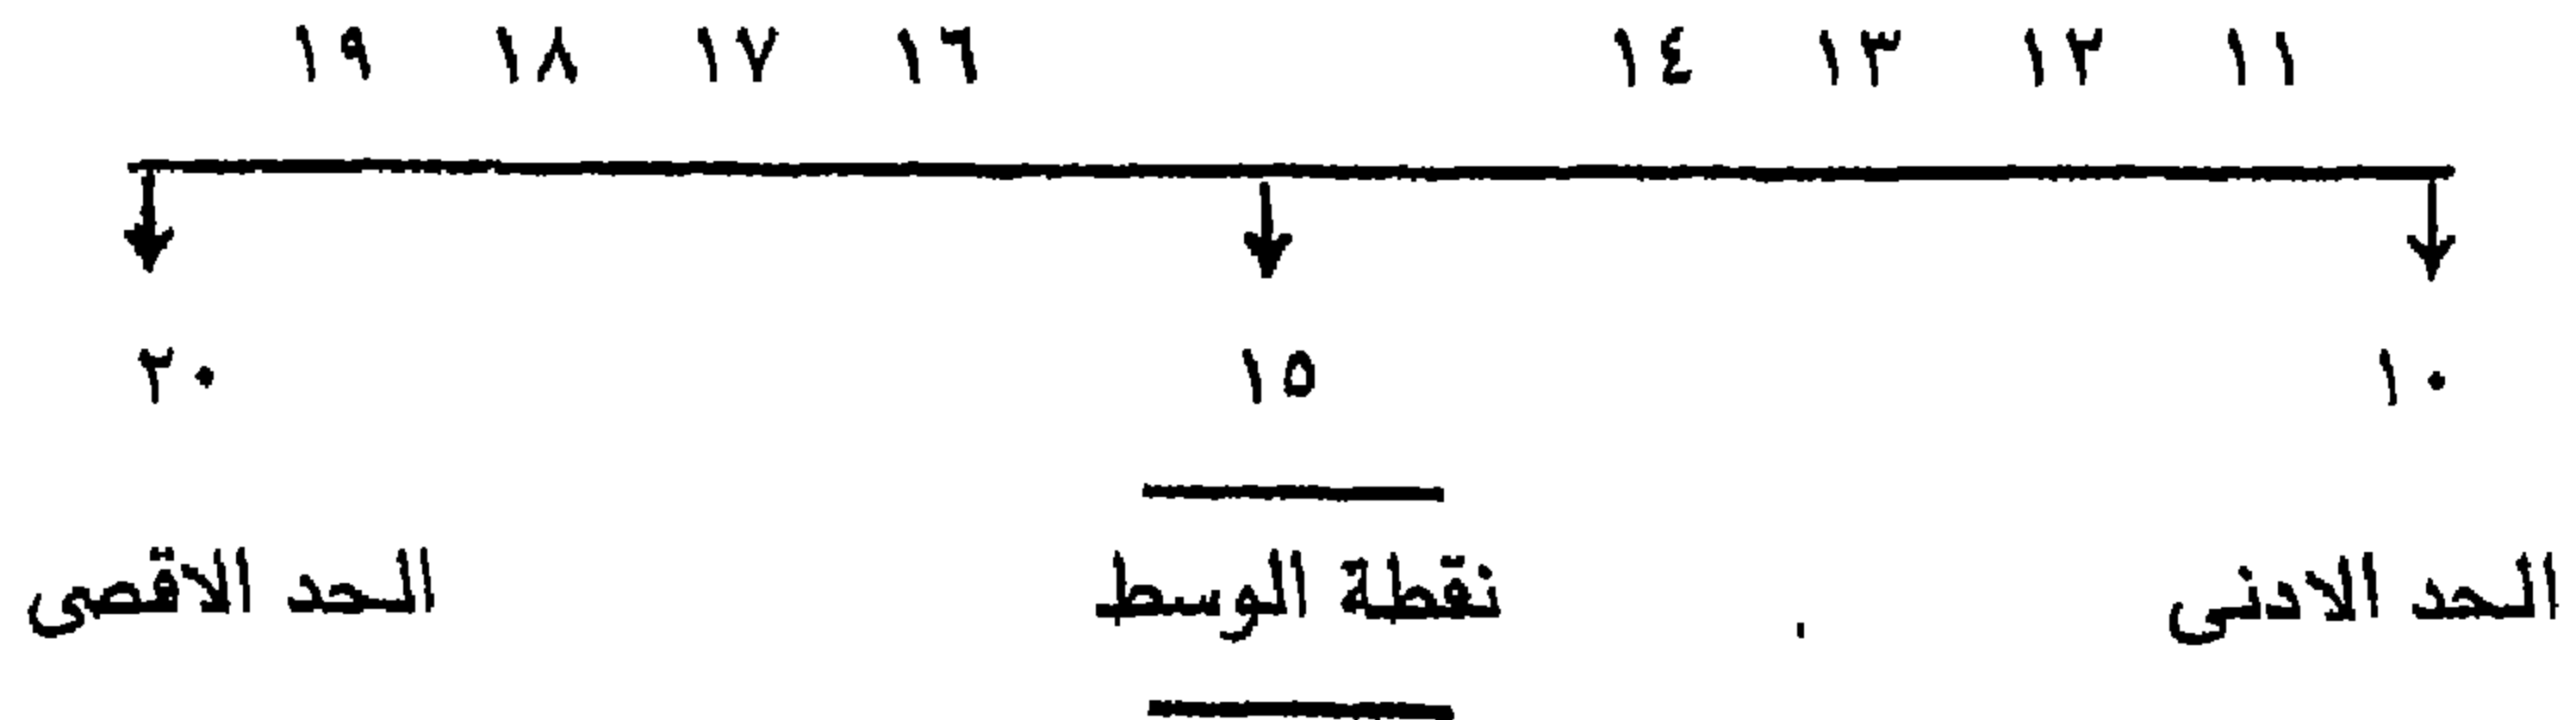 ١١ ١٢ ١٣ ١٤ ١٦ ١٧ ١٨ ١٩
١٠ ١٥ ٢٠
الحد الادنى نقطة الوسط الحد الاقصى